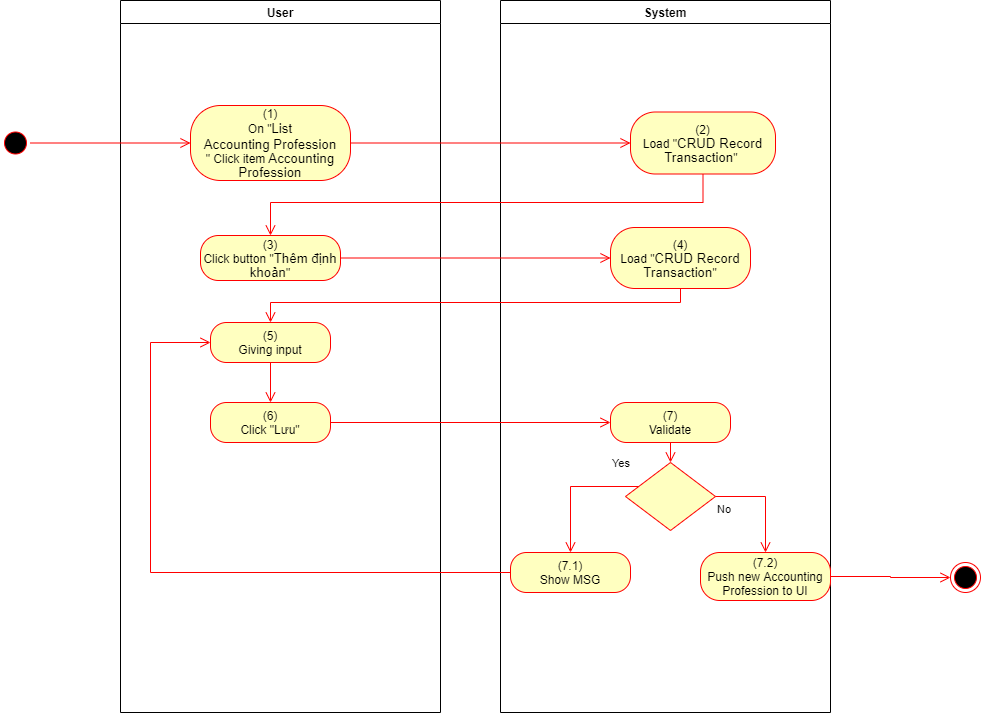 User
System
(1)
On "List
Accounting Profession
" Click item Accounting
Profession
(2)
Load "CRUD Record
Transaction"
(3)
Click button "Thêm định
khoản"
(4)
Load "CRUD Record
Transaction"
(5)
Giving input
(6)
Click "Lưu"
(7)
Validate
Yes
No
(7.1)
Show MSG
(7.2)
Push new Accounting
Profession to UI